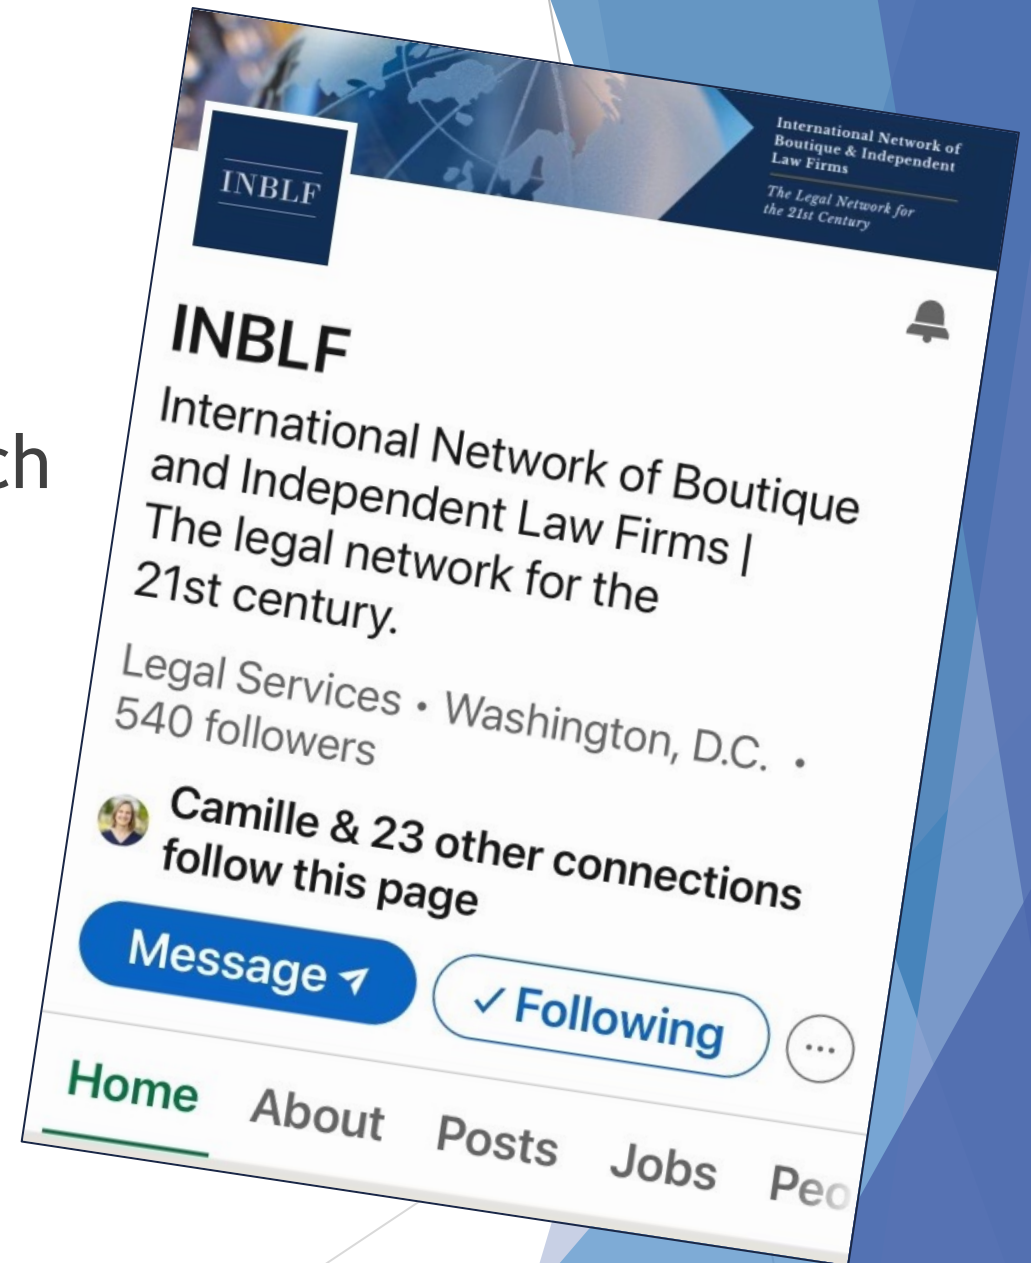 International Network of
Boutique & Independent
Law Firms
The Legal Network for
the 21st Century
INBLF
INBLF
International Network of Boutique
and Independent Law Firms |
The legal network for the
21st century.
Legal Services • Washington, D.C. •
540 followers
Camille & 23 other connections
follow this page
Message
✓ Following
Home About Posts Jobs Peo
ch